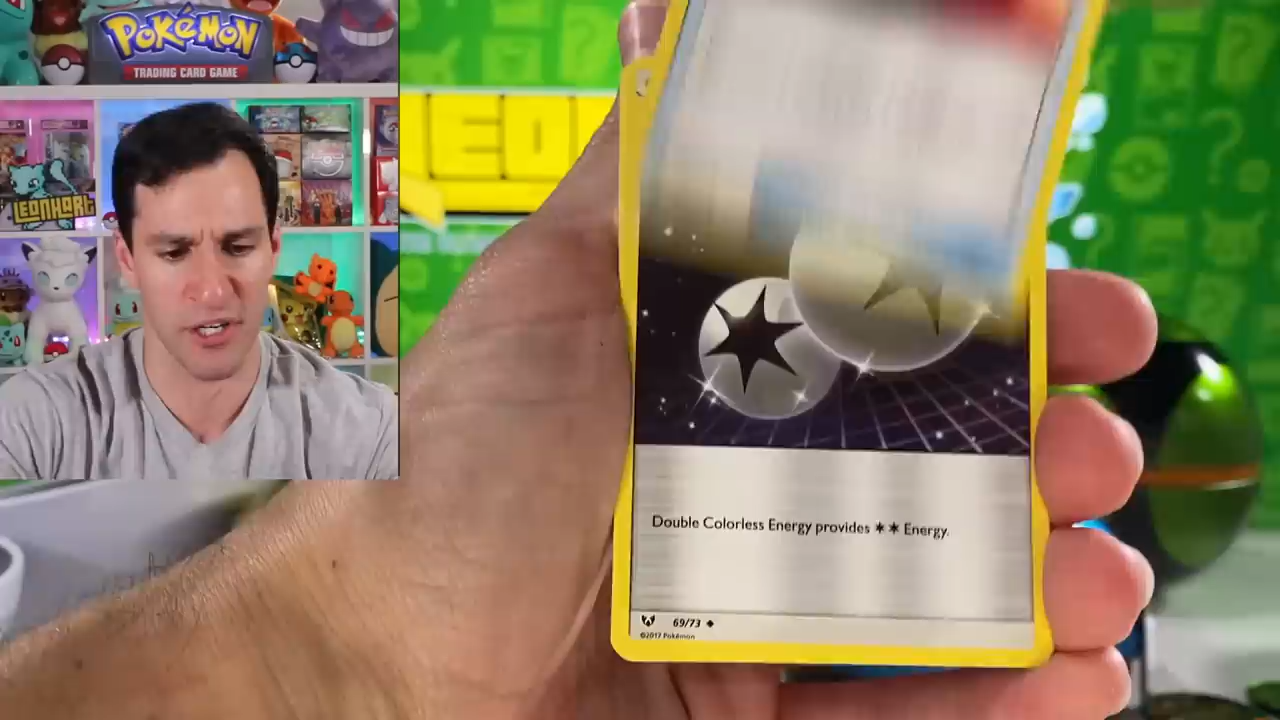 POKéMON
TRADING CARD GAME
LEONHART
Double Colorless Energy provides ✶✶ Energy.
69/73 ◆
©2017 Pokémon